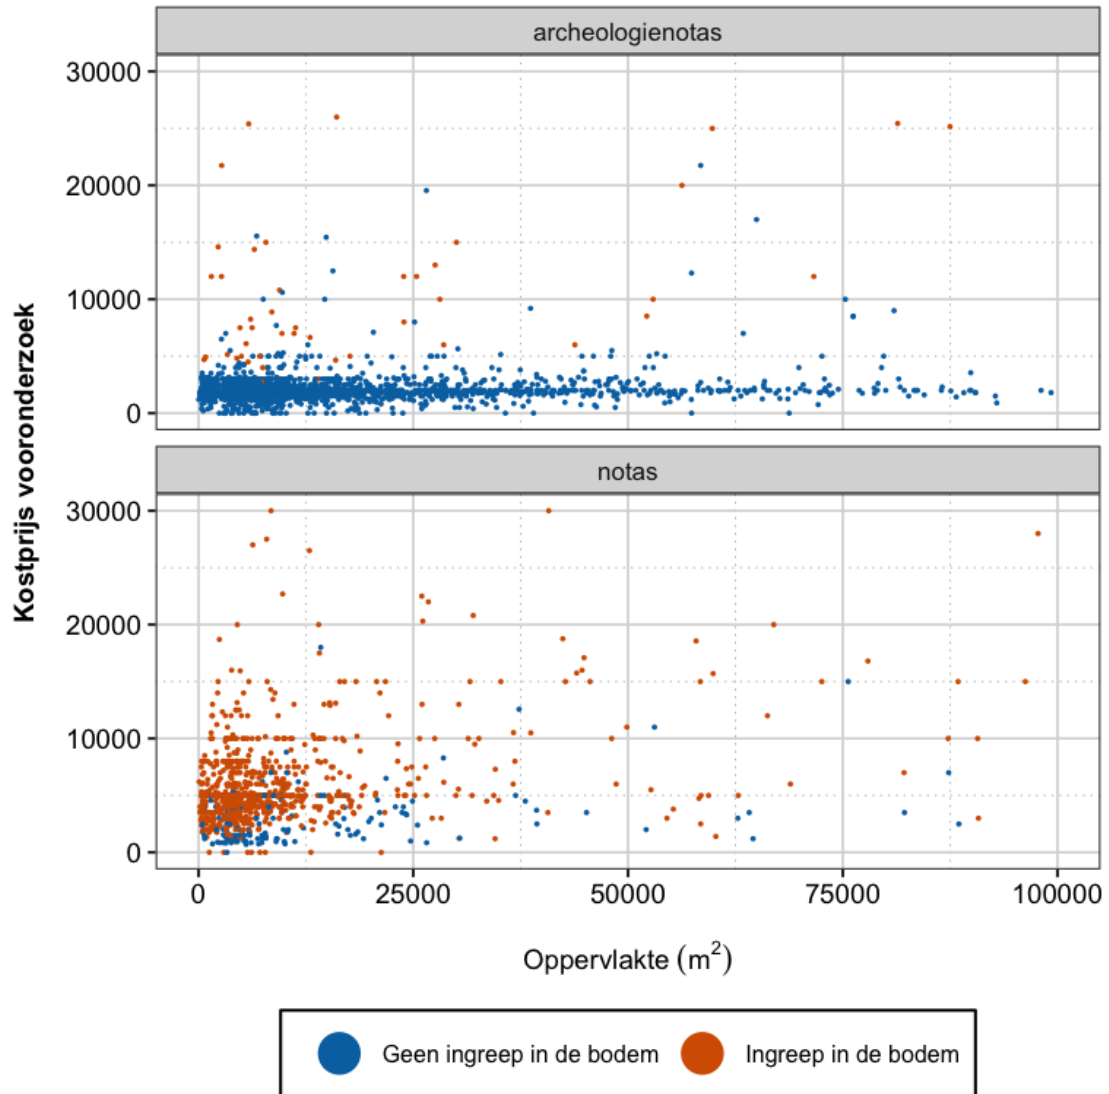 archeologienotas
30000
20000
10000
0
Kostprijs vooronderzoek
notas
30000
20000
10000
0
0 25000 50000 75000 100000
Oppervlakte (m²)
Geen ingreep in de bodem Ingreep in de bodem